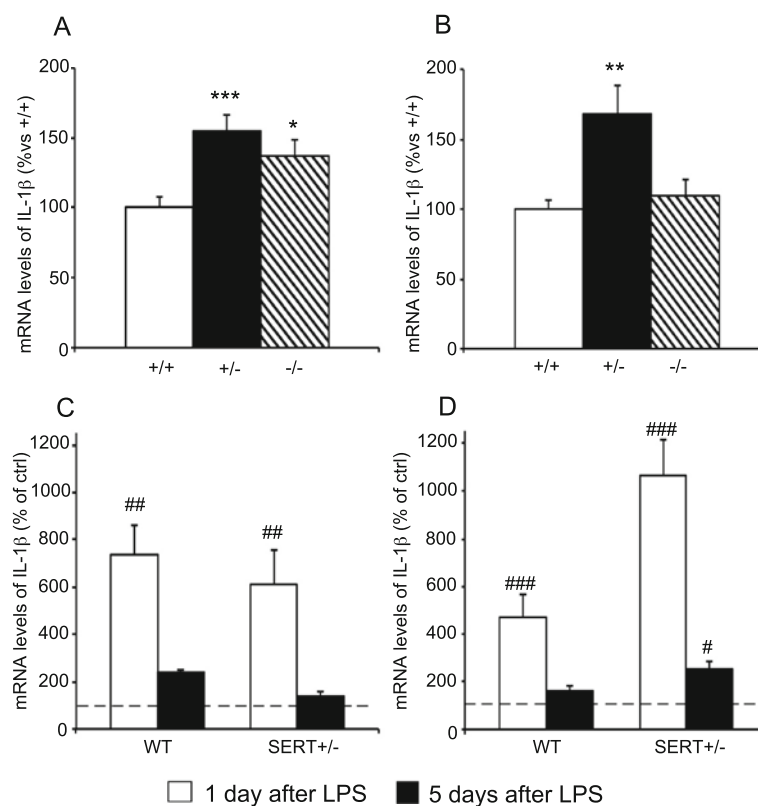 A
mRNA levels of IL-1β (%vs +/+)
200
150
100
50
0
***
*
+/+ +/- -/-
B
mRNA levels of IL-1β (%vs +/+)
200
150
100
50
0
**
+/+ +/- -/-
C
mRNA levels of IL-1β (% of ctrl)
1200
1000
800
600
400
200
0
##
##
WT SERT+/-
D
mRNA levels of IL-1β (% of ctrl)
1200
1000
800
600
400
200
0
###
###
#
WT SERT+/-
1 day after LPS 5 days after LPS